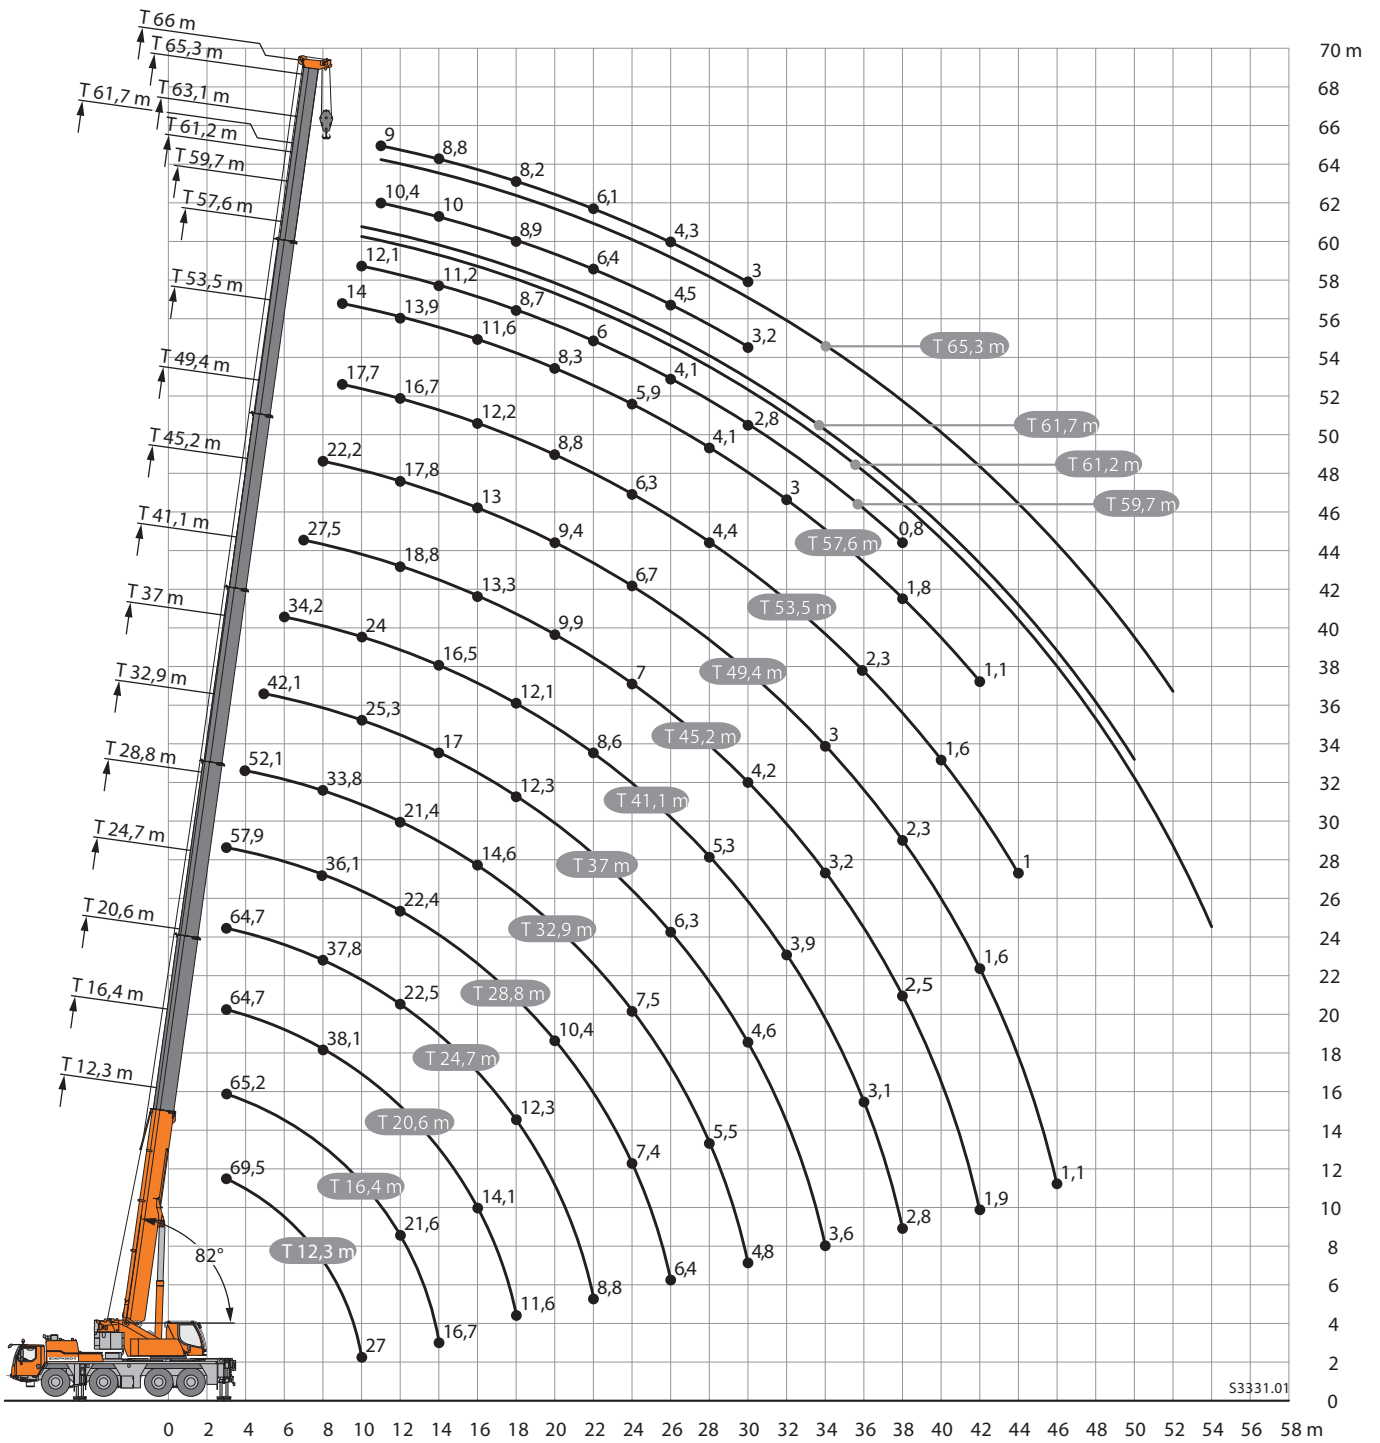 T 66 m
T 65,3 m
T 63,1 m
T 61,7 m
T 61,2 m
T 59,7 m
T 57,6 m
T 53,5 m
T 49,4 m
T 45,2 m
T 41,1 m
T 37 m
T 32,9 m
T 28,8 m
T 24,7 m
T 20,6 m
T 16,4 m
T 12,3 m
82°
9 8,8 8,2 6,1 4,3 3
10,4 10 8,9 6,4 4,5 3,2
12,1 11,2 8,7 6 4,1 2,8 0,8
14 13,9 11,6 8,3 5,9 4,1 3 1,8 1,1
17,7 16,7 12,2 8,8 6,3 4,4 2,3 1,6 1
22,2 17,8 13 9,4 6,7 3 2,3 1,6 1,1
27,5 18,8 13,3 9,9 7 4,2 3,2 2,5 1,9
34,2 24 16,5 12,1 8,6 5,3 3,9 3,1 2,8
42,1 25,3 17 12,3 6,3 4,6 3,6
52,1 33,8 21,4 14,6 7,5 5,5 4,8
57,9 36,1 22,4 10,4 7,4 6,4
64,7 37,8 22,5 12,3 8,8
64,7 38,1 14,1 11,6
65,2 21,6 16,7
69,5 27
T 65,3 m
T 61,7 m
T 61,2 m
T 59,7 m
T 57,6 m
T 53,5 m
T 49,4 m
T 45,2 m
T 41,1 m
T 37 m
T 32,9 m
T 28,8 m
T 24,7 m
T 20,6 m
T 16,4 m
T 12,3 m
70 m
68
66
64
62
60
58
56
54
52
50
48
46
44
42
40
38
36
34
32
30
28
26
24
22
20
18
16
14
12
10
8
6
4
2
0
S3331.01
0 2 4 6 8 10 12 14 16 18 20 22 24 26 28 30 32 34 36 38 40 42 44 46 48 50 52 54 56 58 m